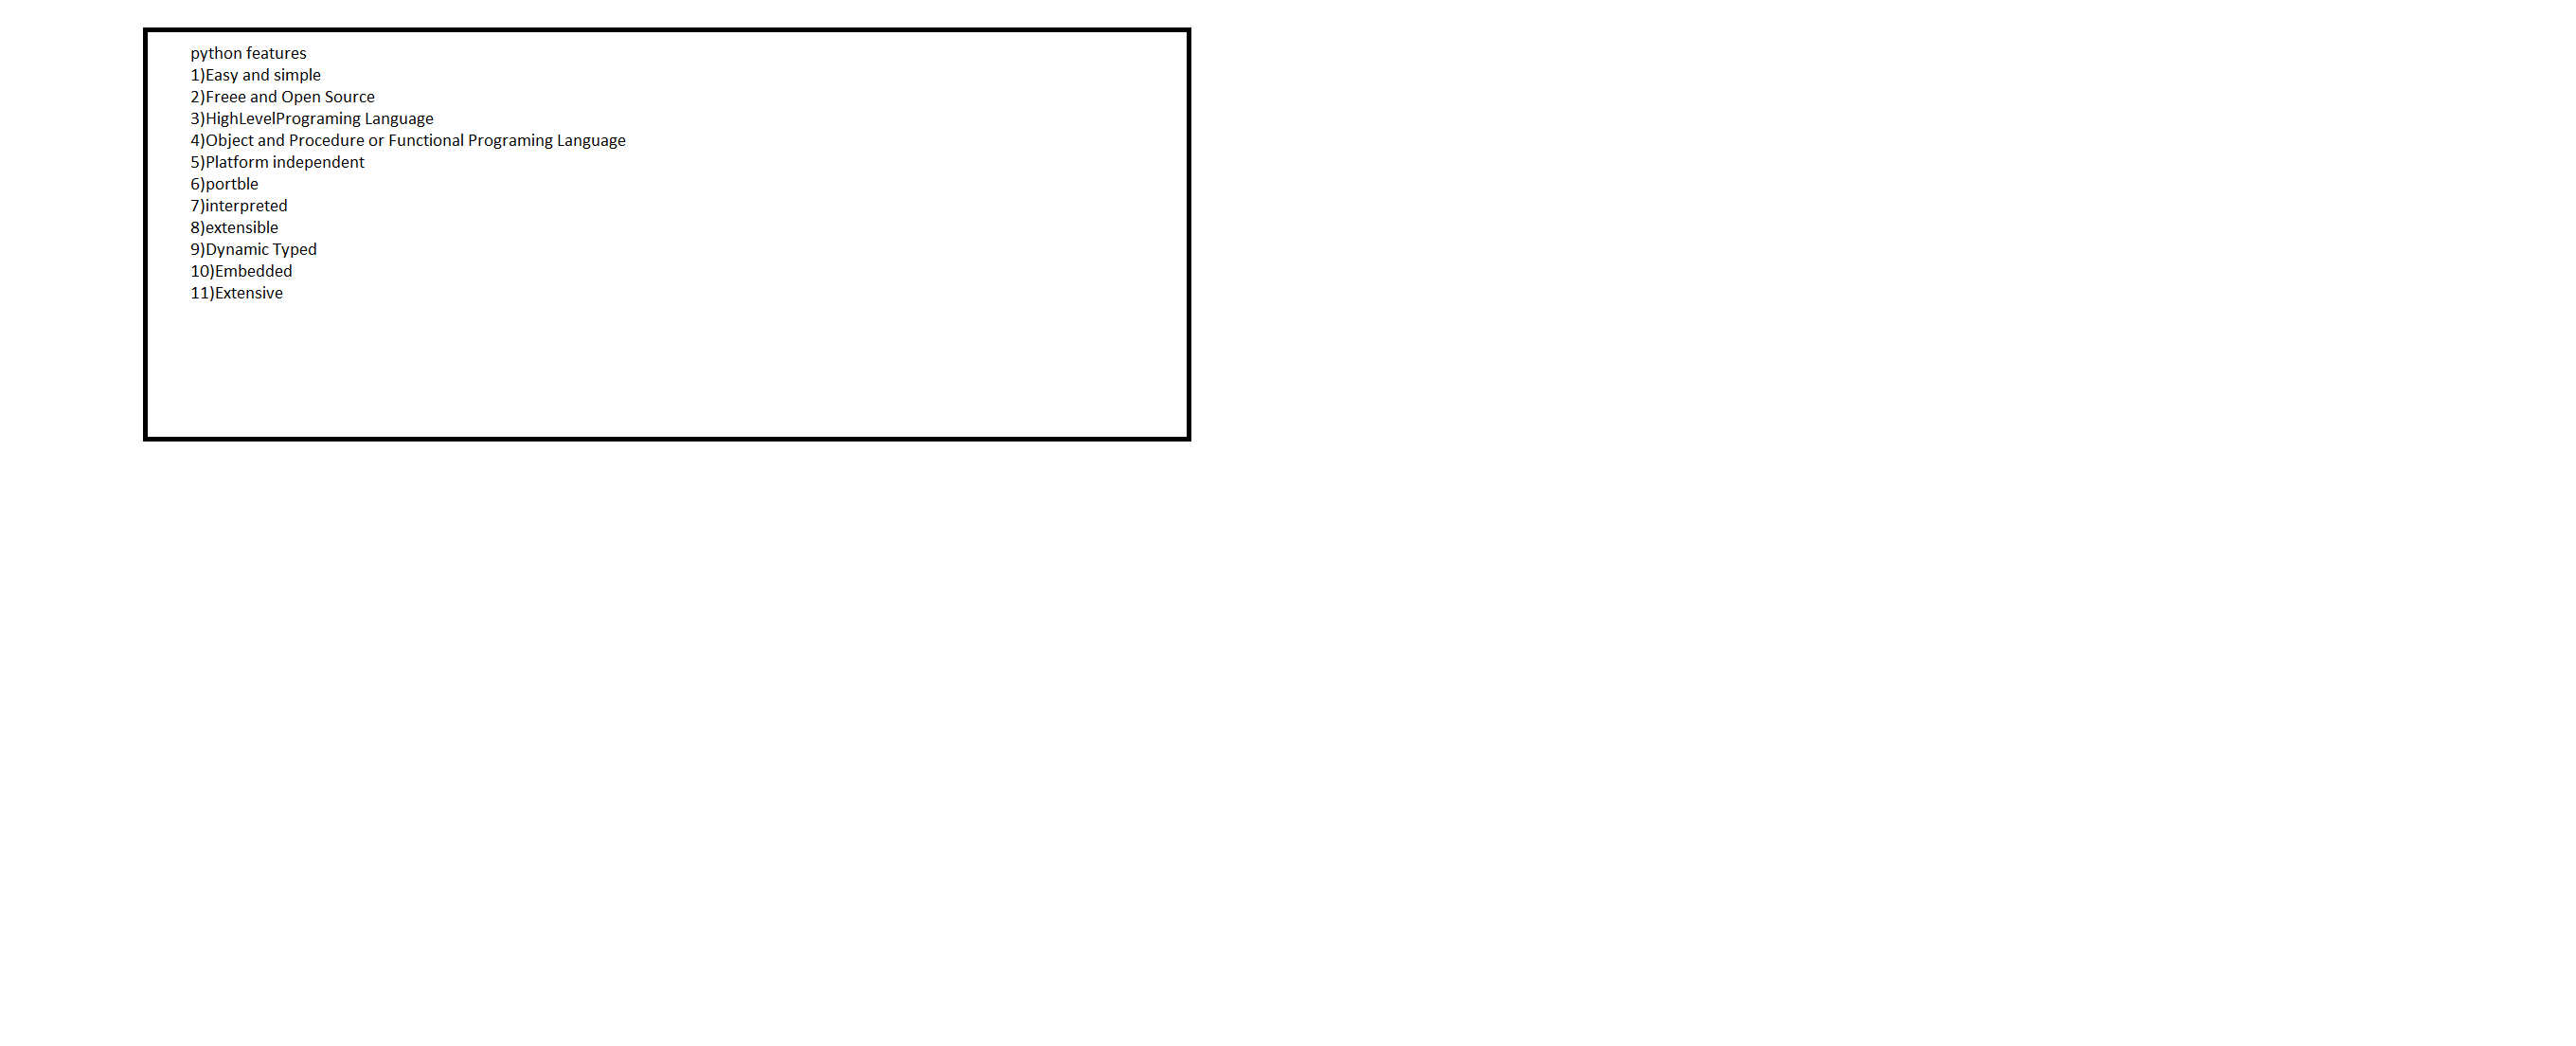 python features
1)Easy and simple
2)Freee and Open Source
3)HighLevelPrograming Language
4)Object and Procedure or Functional Programing Language
5)Platform independent
6)portble
7)interpreted
8)extensible
9)Dynamic Typed
10)Embedded
11)Extensive